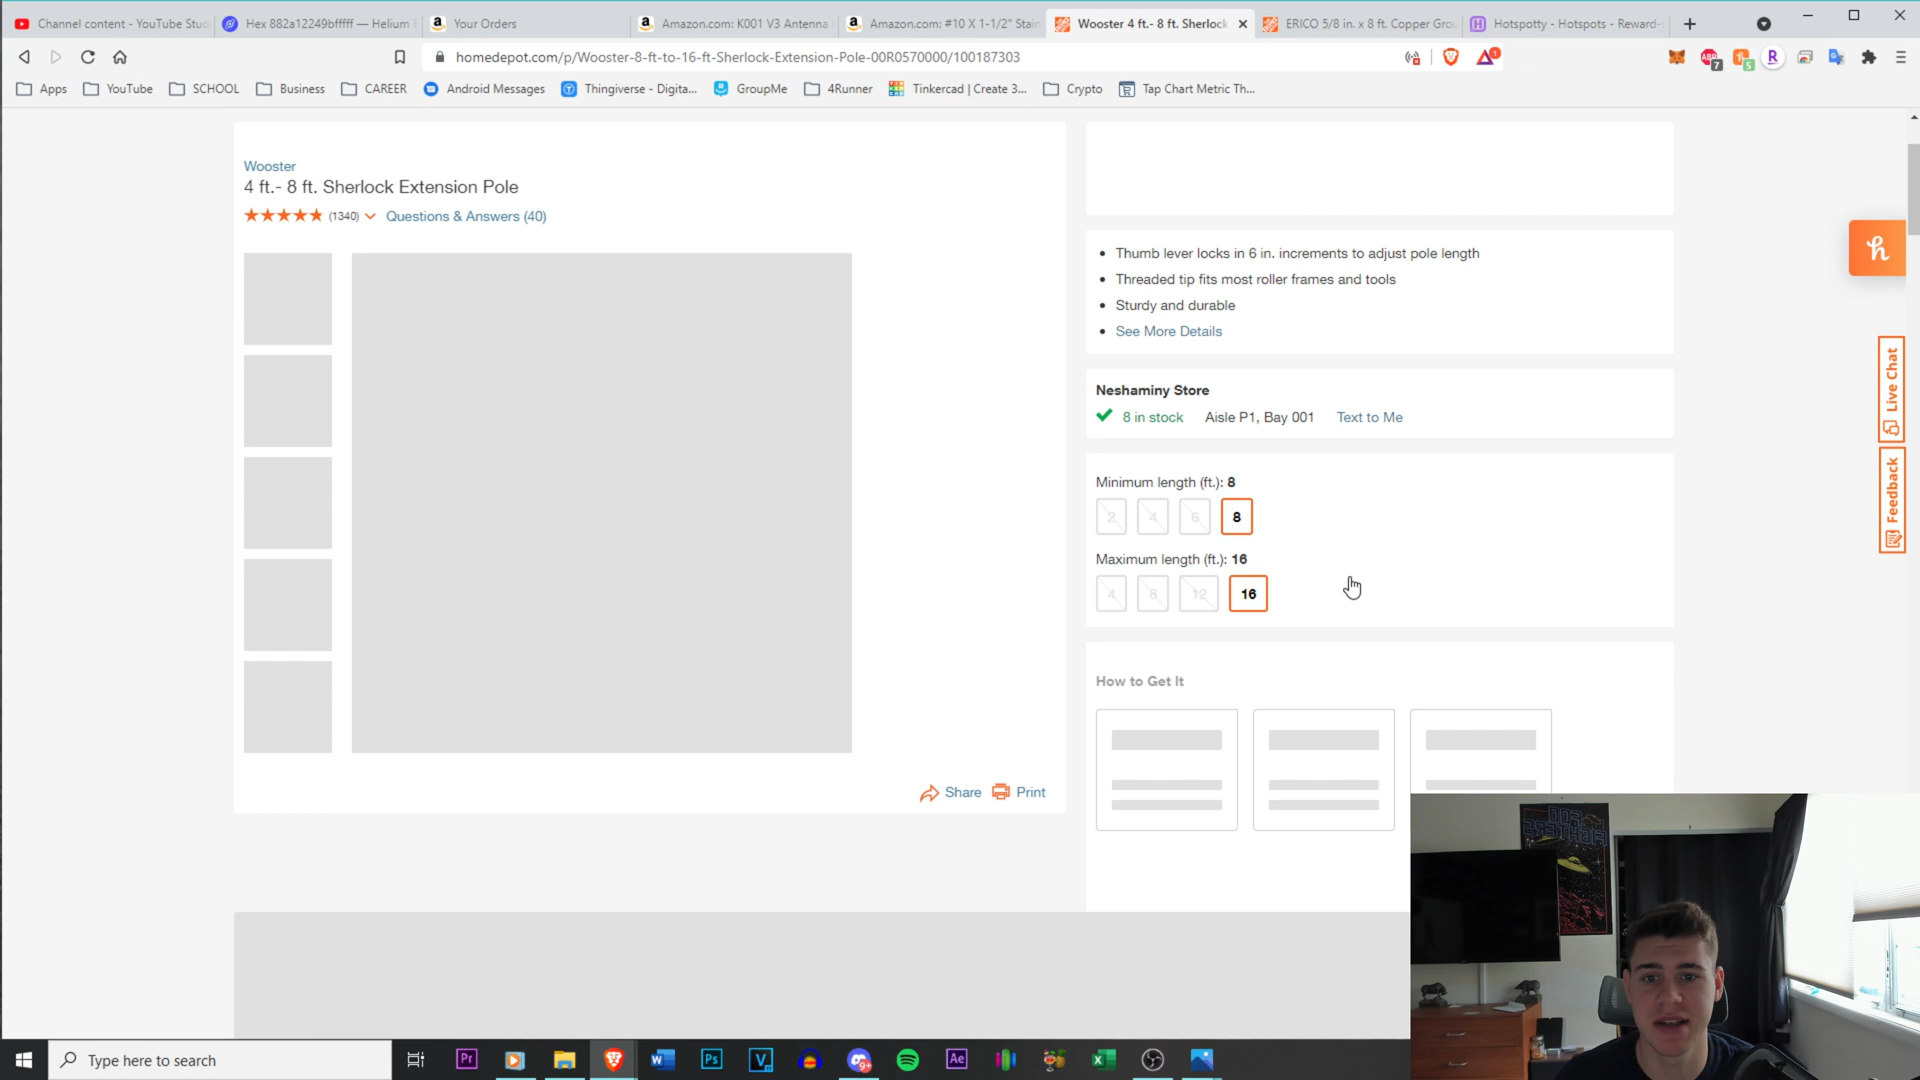 Channel content - YouTube Stud
Hex 882a12249bfffff — Helium E
Your Orders
Amazon.com: K001 V3 Antenna
Amazon.com: #10 X 1-1/2" Stain
Wooster 4 ft.- 8 ft. Sherlock
ERICO 5/8 in. x 8 ft. Copper Gro
Hotspotty - Hotspots - Reward-s
homedepot.com/p/Wooster-8-ft-to-16-ft-Sherlock-Extension-Pole-00R0570000/100187303
Apps
YouTube
SCHOOL
Business
CAREER
Android Messages
Thingiverse - Digita...
GroupMe
4Runner
Tinkercad | Create 3...
Crypto
Tap Chart Metric Th...
Wooster
4 ft.- 8 ft. Sherlock Extension Pole
(1340) Questions & Answers (40)
Thumb lever locks in 6 in. increments to adjust pole length
Threaded tip fits most roller frames and tools
Sturdy and durable
See More Details
Neshaminy Store
8 in stock Aisle P1, Bay 001 Text to Me
Minimum length (ft.): 8
2 4 6 8
Maximum length (ft.): 16
4 8 12 16
How to Get It
Share Print
Live Chat
Feedback
FOO
FIGHTERS
Type here to search